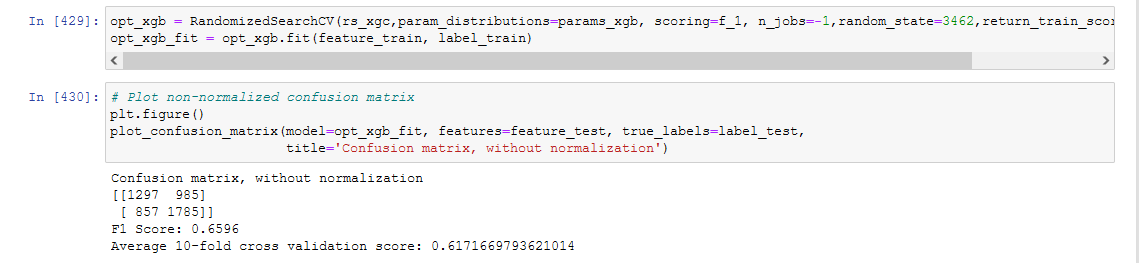 In [429]: opt_xgb = RandomizedSearchCV(rs_xgc,param_distributions=params_xgb, scoring=f_1, n_jobs=-1,random_state=3462,return_train_scor
opt_xgb_fit = opt_xgb.fit(feature_train, label_train)
In [430]: # Plot non-normalized confusion matrix
plt.figure()
plot_confusion_matrix(model=opt_xgb_fit, features=feature_test, true_labels=label_test,
title='Confusion matrix, without normalization')
Confusion matrix, without normalization
[[1297  985]
[ 857 1785]]
F1 Score: 0.6596
Average 10-fold cross validation score: 0.6171669793621014